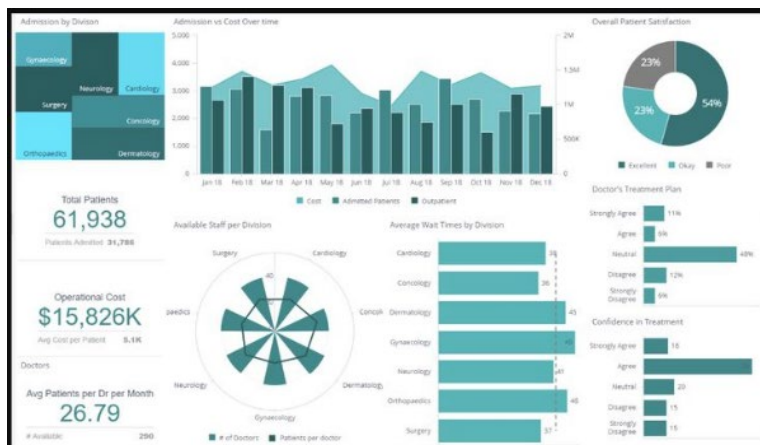 Admission by Divison
Gynaecology
Neurology
Cardiology
Surgery
Concology
Orthopaedics
Dermatology
Total Patients
61,938
Patients Admitted 31,786
Operational Cost
$15,826K
Avg Cost per Patient 5.1K
Doctors
Avg Patients per Dr per Month
26.79
# Available 290
Admission vs Cost Over time
5,000
4,000
3,000
2,000
1,000
0
2M
1.5M
1M
500K
0
Jan 18 Feb 18 Mar 18 Apr 18 May 18 Jun 18 Jul 18 Aug 18 Sep 18 Oct 18 Nov 18 Dec 18
Cost Admitted Patients Outpatient
Available Staff per Division
Surgery
Cardiology
paedics
40
Concol
Neurology
Dermatology
Gynaecology
# of Doctors Patients per doctor
Average Wait Times by Division
Cardiology
Concology 36
Dermatology 45
Gynaecology
Neurology 41
Orthopaedics
Surgery 37
Overall Patient Satisfaction
23%
23%
54%
Excellent Okay Poor
Doctor's Treatment Plan
Strongly Agree 11%
Agree 6%
Neutral 48%
Disagree 12%
Strongly
Disagree 6%
Confidence in Treatment
Strongly Agree
Agree
Neutral 20
Disagree 15
Strongly
Disagree